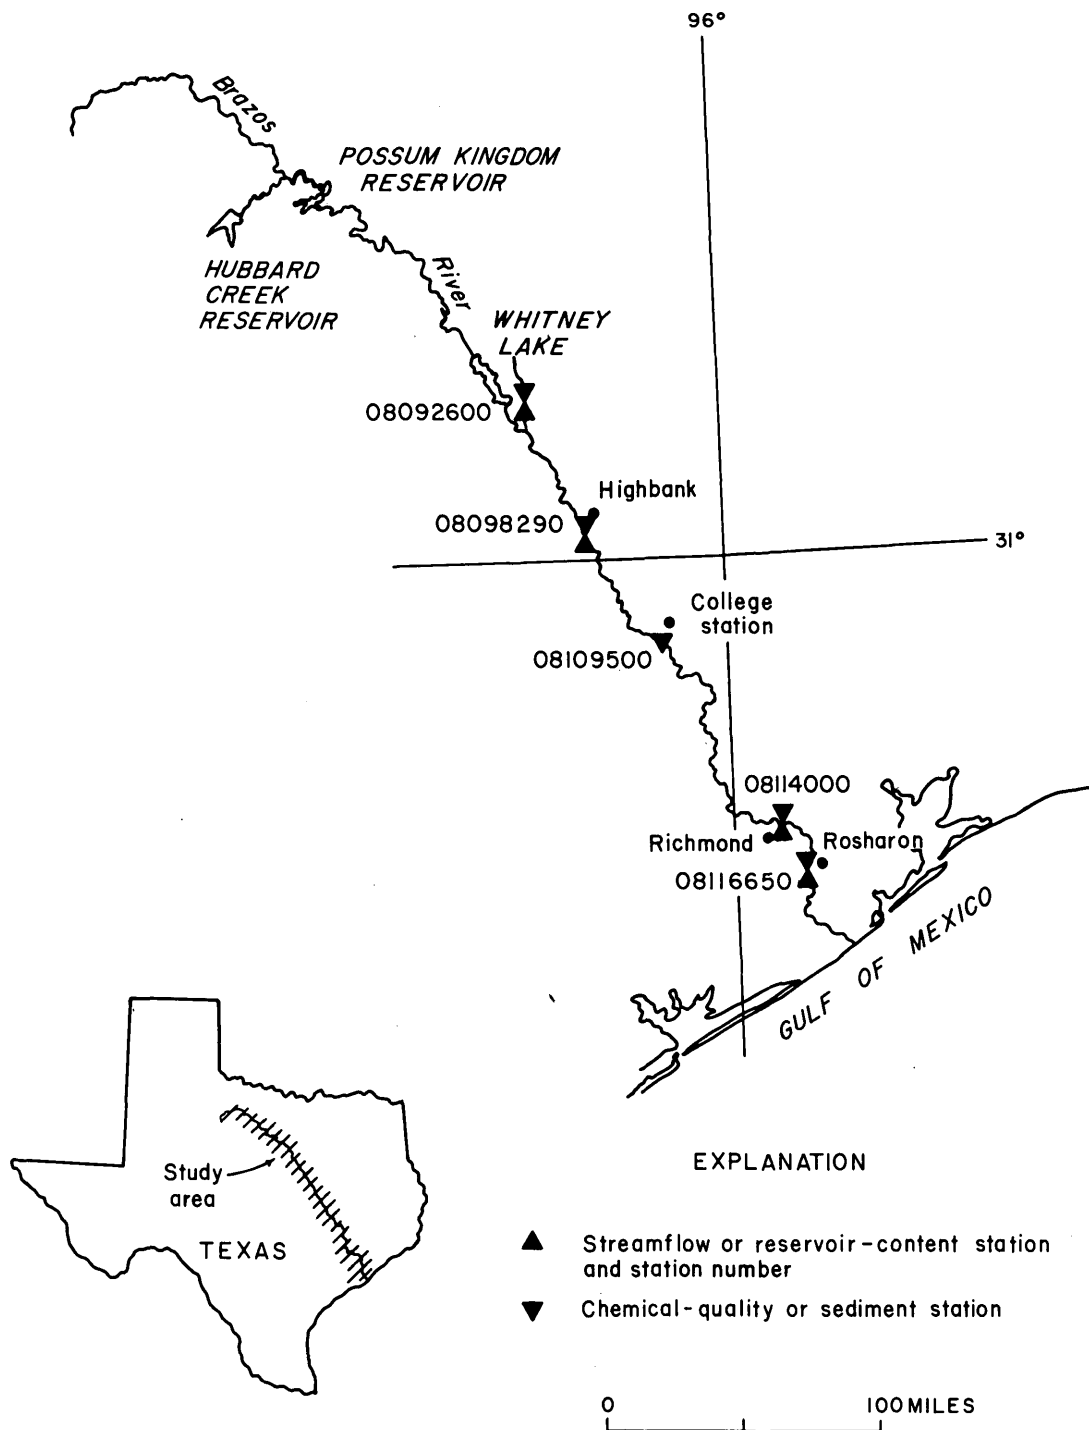 96°
Brazos
POSSUM KINGDOM
RESERVOIR
HUBBARD
CREEK
RESERVOIR
River
WHITNEY
LAKE
08092600
Highbank
08098290
31°
College
station
08109500
08114000
Richmond
Rosharon
08116650
GULF OF MEXICO
Study
area
TEXAS
EXPLANATION
Streamflow or reservoir-content station
and station number
Chemical-quality or sediment station
0 100 MILES